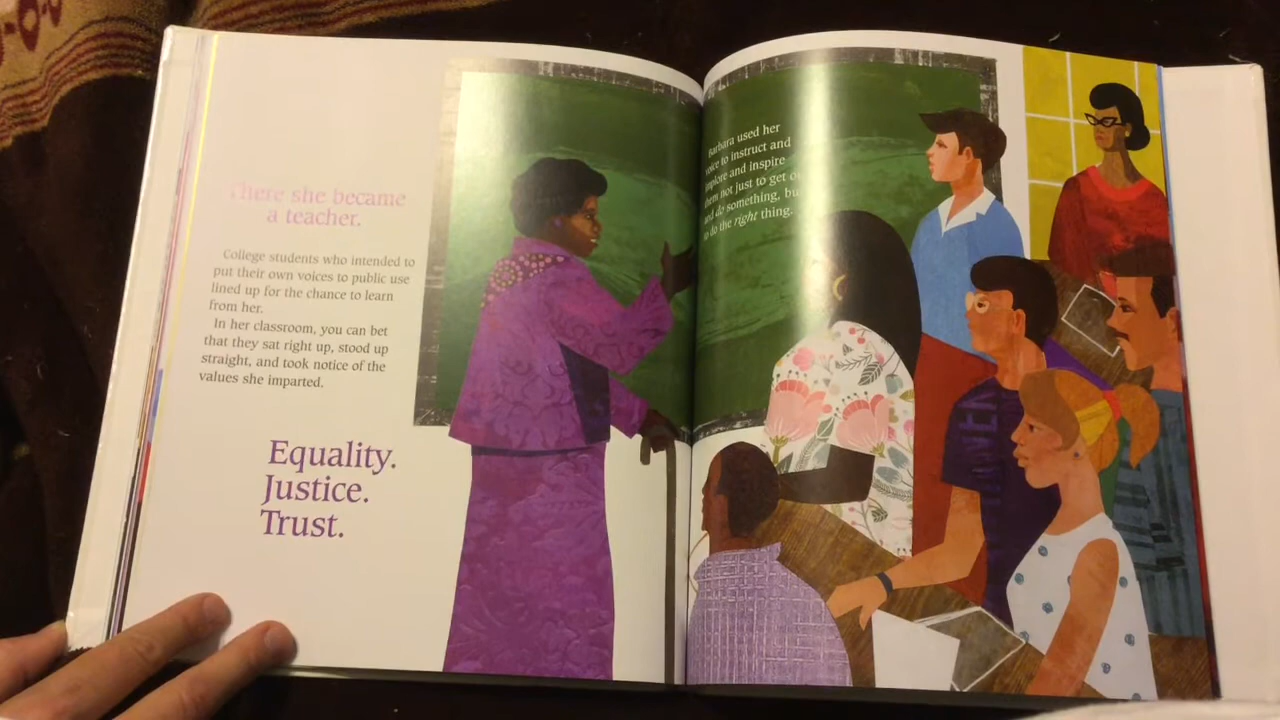 There she became
a teacher.
College students who intended to
put their own voices to public use
lined up for the chance to learn
from her.
In her classroom, you can bet
that they sat right up, stood up
straight, and took notice of the
values she imparted.
Equality.
Justice.
Trust.
Barbara used her
voice to instruct and
implore and inspire
them not just to get
and do something, but
to do the right thing.